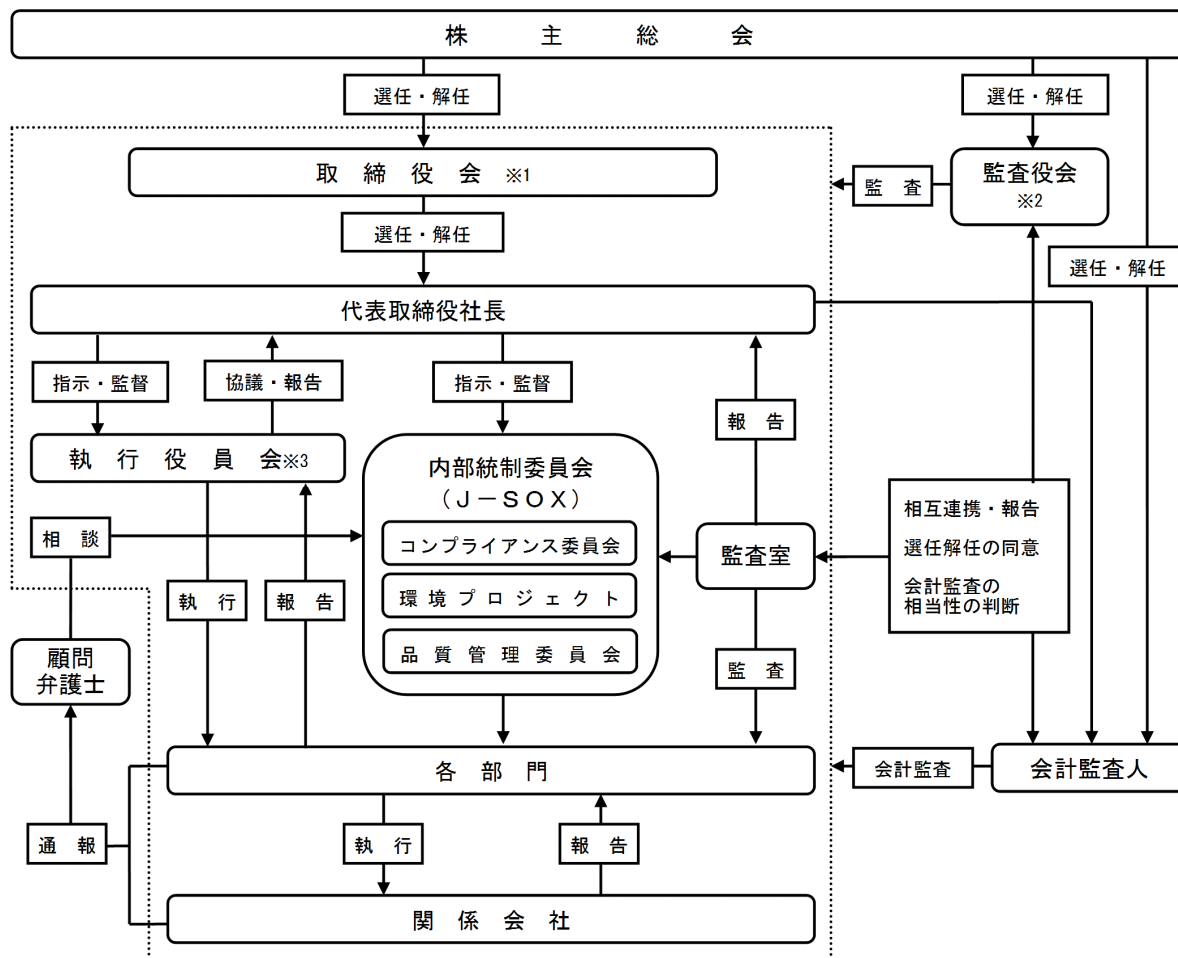 株主総会
選任・解任
選任・解任
取締役会 ※1
監査
監査役会
※2
選任・解任
選任・解任
代表取締役社長
指示・監督
協議・報告
指示・監督
報告
執行役員会※3
内部統制委員会
（J－SOX）
相互連携・報告
選任解任の同意
会計監査の
相当性の判断
相談
コンプライアンス委員会
監査室
執行
報告
環境プロジェクト
品質管理委員会
顧問
弁護士
監査
各部門
会計監査
会計監査人
通報
執行
報告
関係会社